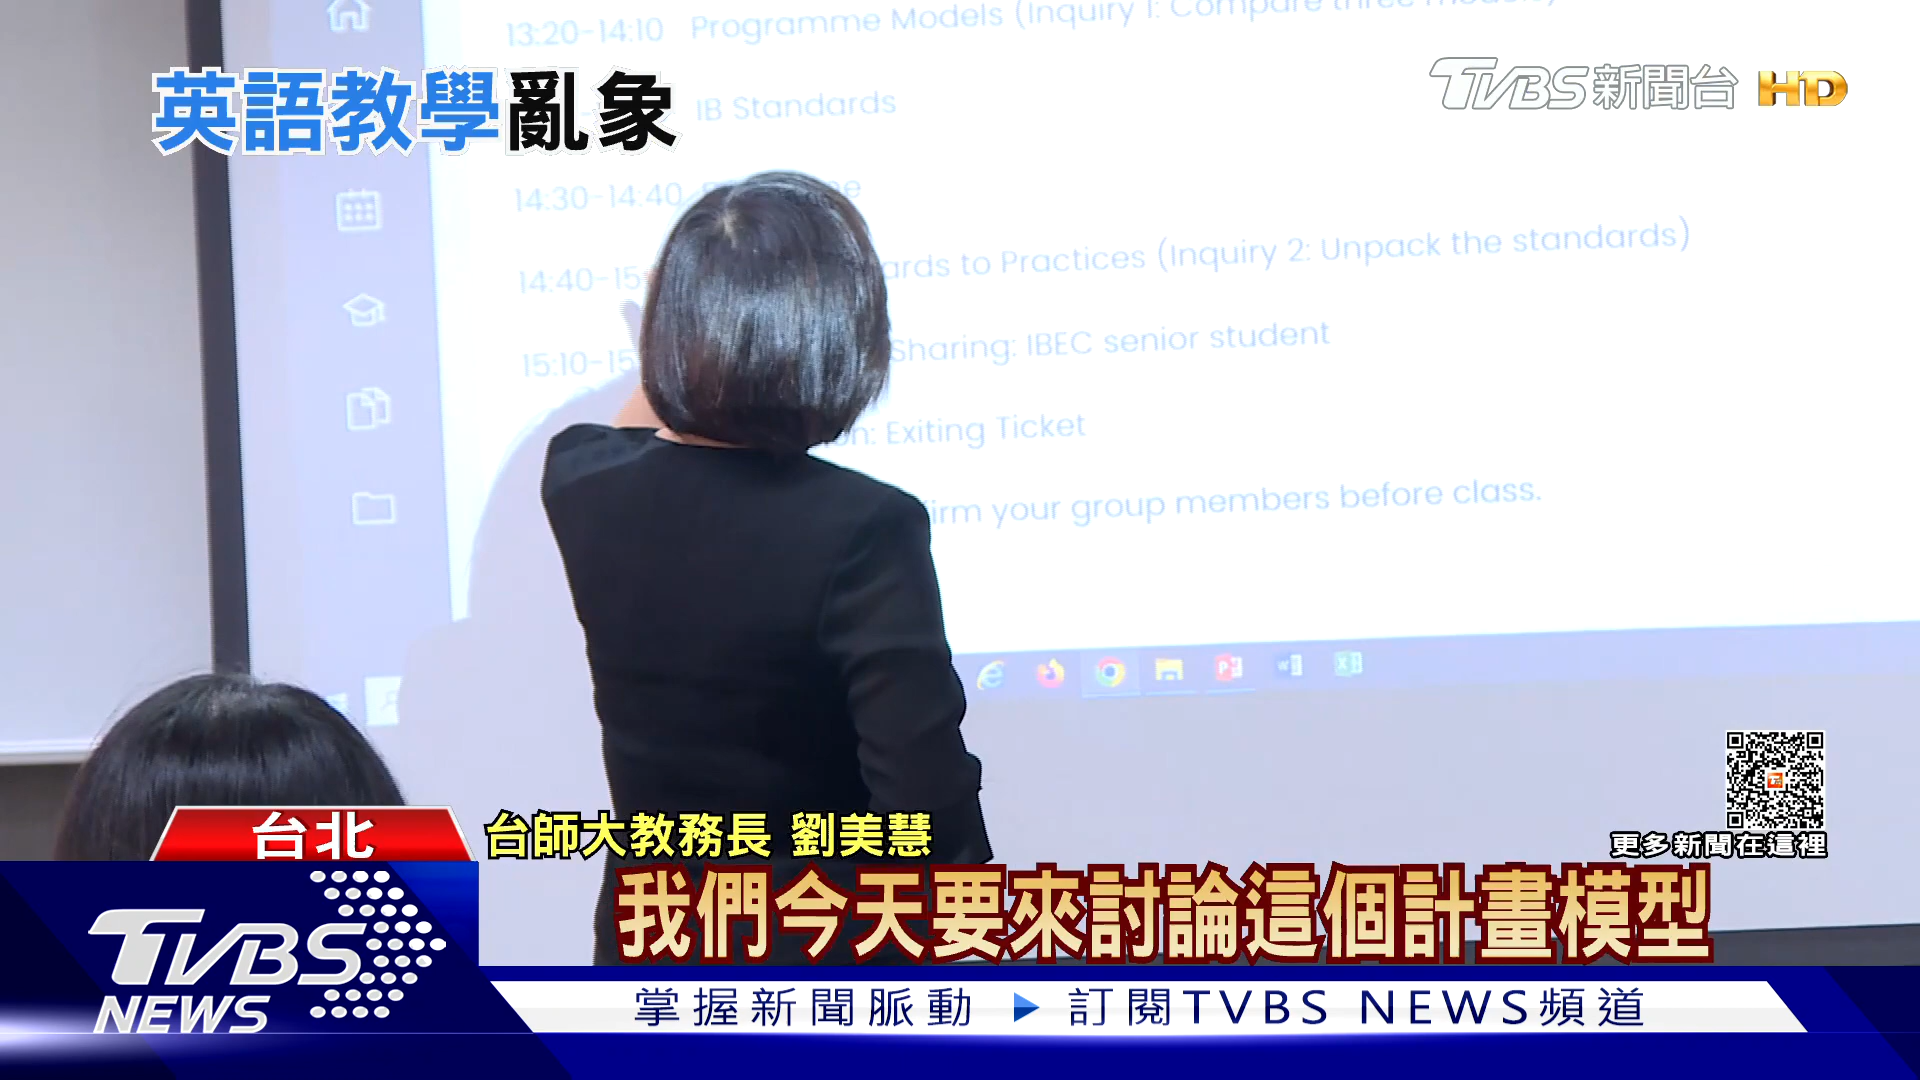 13:20-14:10 Programme Models (Inquiry 1: Compare three models)
英語教學亂象
TVBS新聞台 HD
IB Standards
14:30-14:40
14:40-15
ards to Practices (Inquiry 2: Unpack the standards)
15:10-15
Sharing: IBEC senior student
on: Exiting Ticket
firm your group members before class.
更多新聞在這裡
台北
台師大教務長 劉美慧
我們今天要來討論這個計畫模型
TVBS
NEWS
掌握新聞脈動 ▶ 訂閱TVBS NEWS頻道